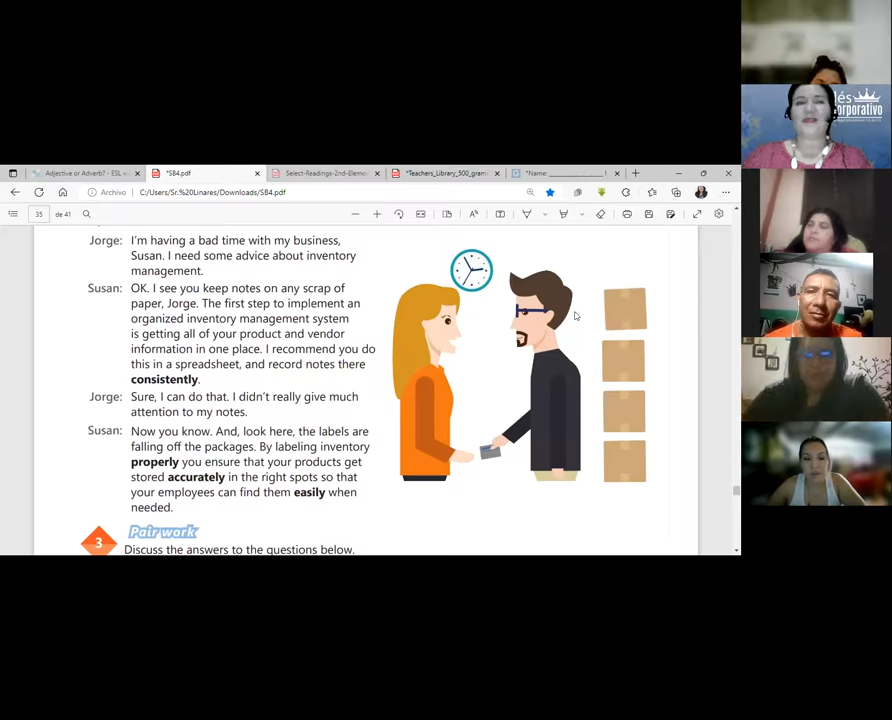 és
orporativo
Adjective or Adverb? - ESL w
*SB4.pdf
Select-Readings-2nd-Elemen
*Teachers_Library_500_gram
*Name: ____________ I
Archivo
C:/Users/Sr.%20Linares/Downloads/SB4.pdf
35 de 41
Jorge: I'm having a bad time with my business,
Susan. I need some advice about inventory
management.
Susan: OK. I see you keep notes on any scrap of
paper, Jorge. The first step to implement an
organized inventory management system
is getting all of your product and vendor
information in one place. I recommend you do
this in a spreadsheet, and record notes there
consistently.
Jorge: Sure, I can do that. I didn't really give much
attention to my notes.
Susan: Now you know. And, look here, the labels are
falling off the packages. By labeling inventory
properly you ensure that your products get
stored accurately in the right spots so that
your employees can find them easily when
needed.
3
Pair work
Discuss the answers to the questions below.